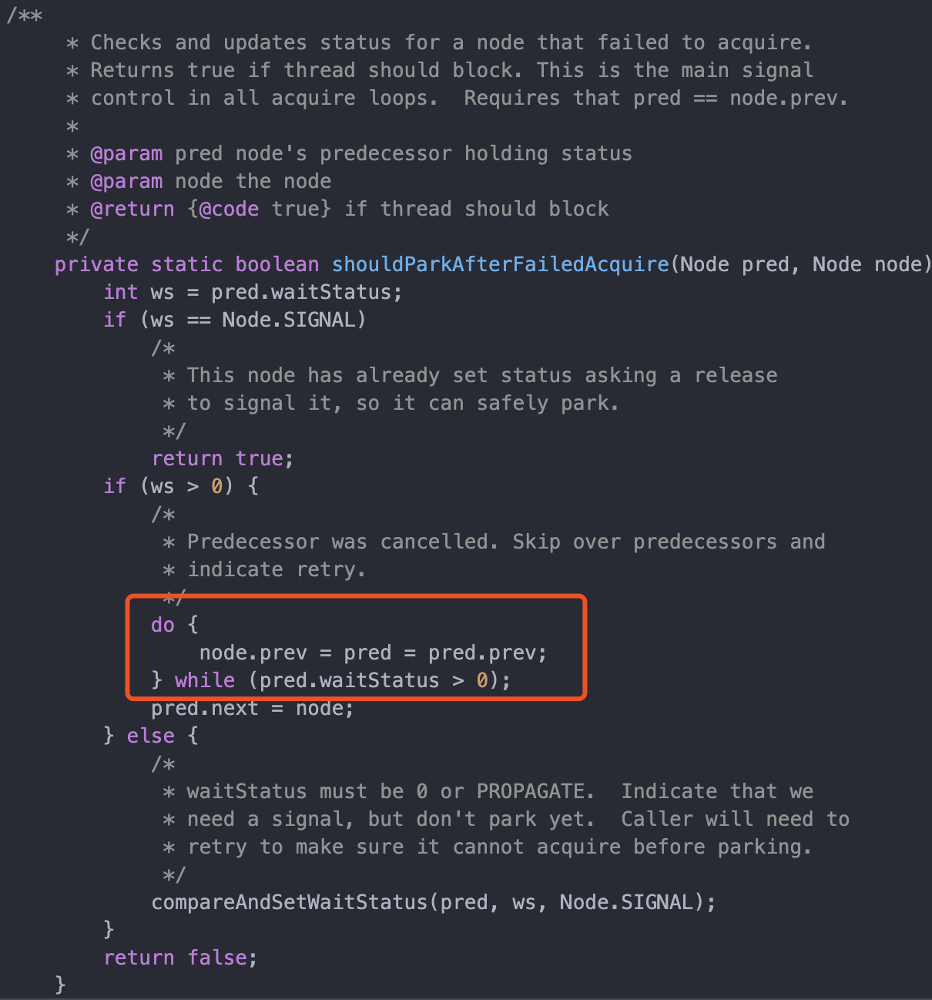 /**
     * Checks and updates status for a node that failed to acquire.
     * Returns true if thread should block. This is the main signal
     * control in all acquire loops.  Requires that pred == node.prev.
     *
     * @param pred node's predecessor holding status
     * @param node the node
     * @return {@code true} if thread should block
     */
    private static boolean shouldParkAfterFailedAcquire(Node pred, Node node)
        int ws = pred.waitStatus;
        if (ws == Node.SIGNAL)
            /*
             * This node has already set status asking a release
             * to signal it, so it can safely park.
             */
            return true;
        if (ws > 0) {
            /*
             * Predecessor was cancelled. Skip over predecessors and
             * indicate retry.
             */
            do {
                node.prev = pred = pred.prev;
            } while (pred.waitStatus > 0);
            pred.next = node;
        } else {
            /*
             * waitStatus must be 0 or PROPAGATE.  Indicate that we
             * need a signal, but don't park yet.  Caller will need to
             * retry to make sure it cannot acquire before parking.
             */
            compareAndSetWaitStatus(pred, ws, Node.SIGNAL);
        }
        return false;
    }